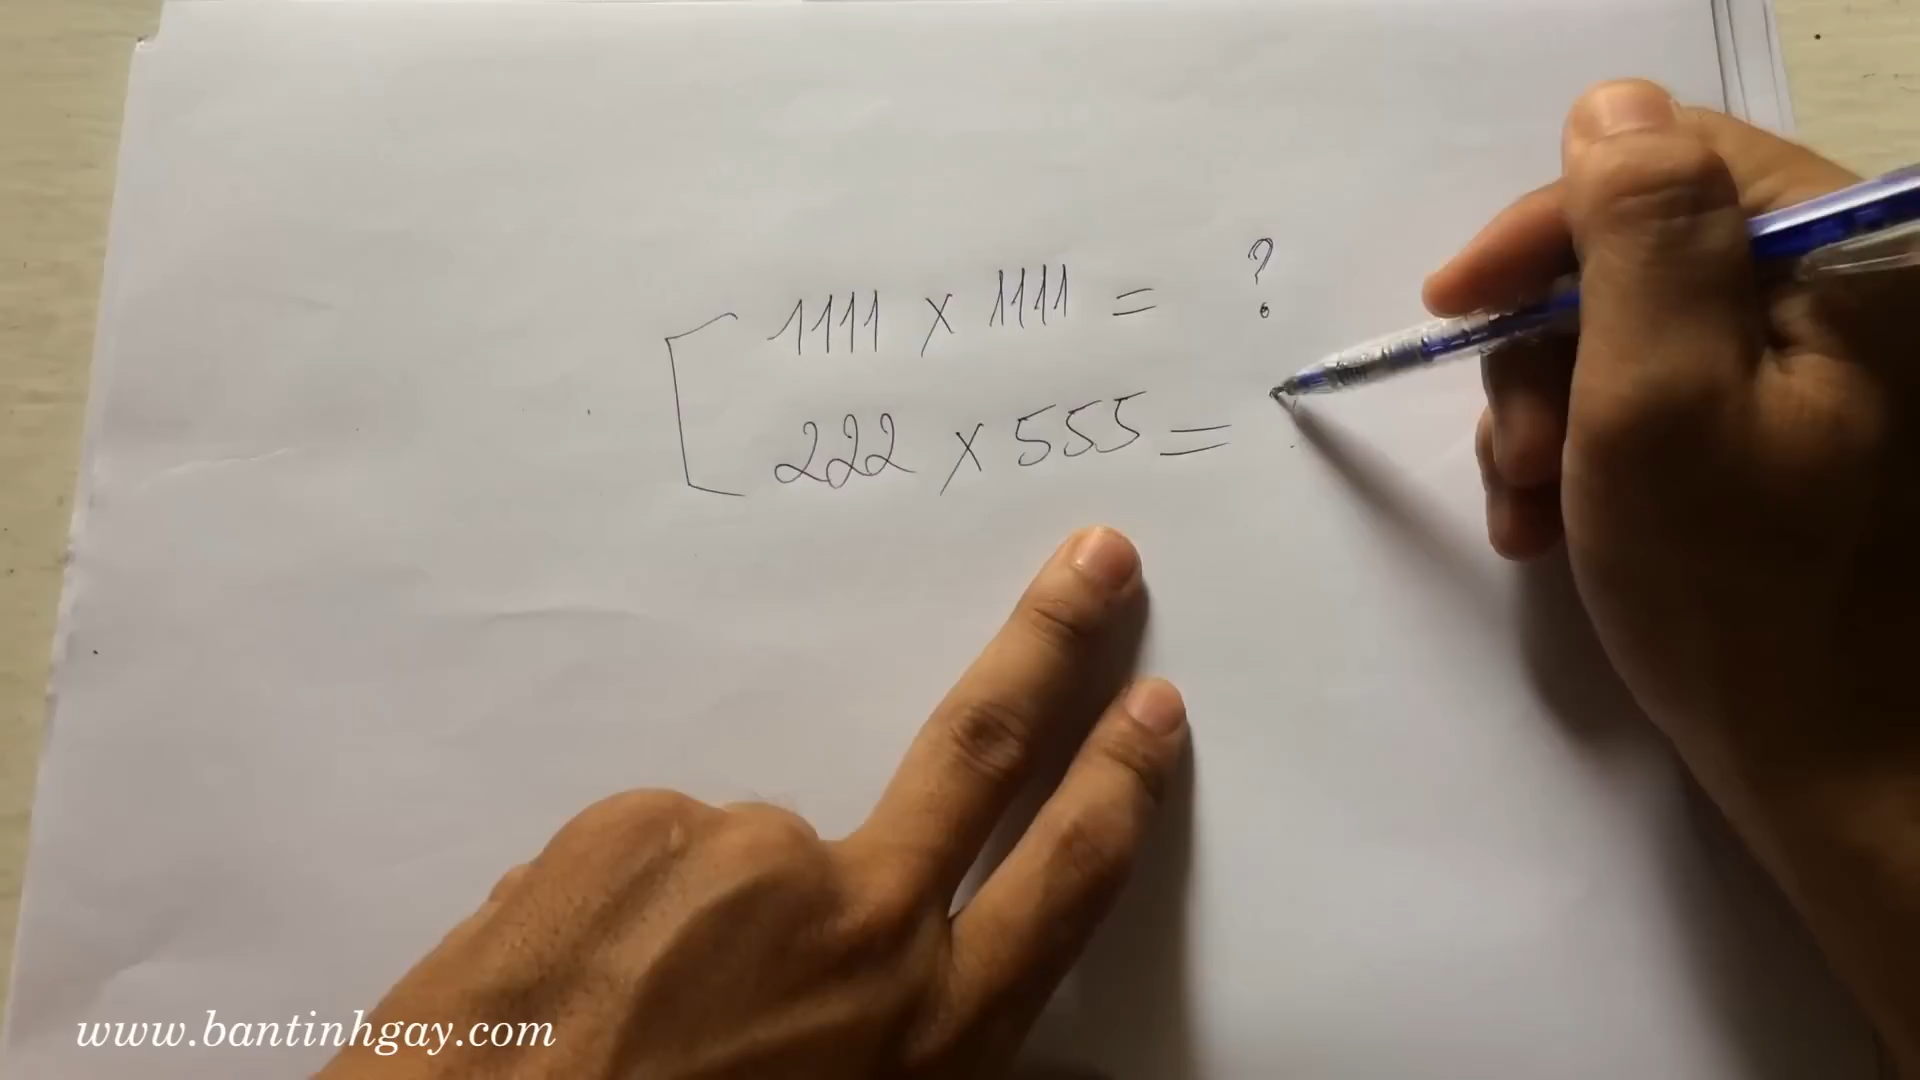 1111 x 1111 = ?
222 x 555 =
www.bantinhgay.com